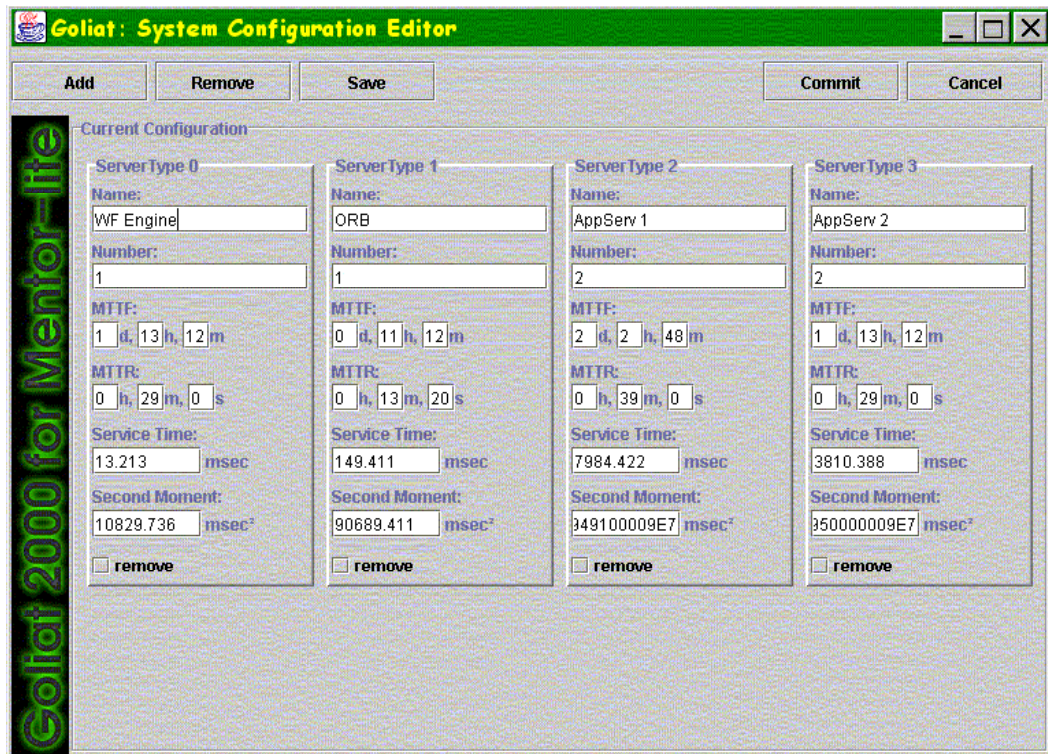 Goliat: System Configuration Editor
Add Remove Save Commit Cancel
Goliat 2000 for Mentor-lite
Current Configuration
ServerType 0
Name:
WF Engine
Number:
1
MTTF:
1 d, 13 h, 12 m
MTTR:
0 h, 29 m, 0 s
Service Time:
13.213 msec
Second Moment:
10829.736 msec²
remove
ServerType 1
Name:
ORB
Number:
1
MTTF:
0 d, 11 h, 12 m
MTTR:
0 h, 13 m, 20 s
Service Time:
149.411 msec
Second Moment:
90689.411 msec²
remove
ServerType 2
Name:
AppServ 1
Number:
2
MTTF:
2 d, 2 h, 48 m
MTTR:
0 h, 39 m, 0 s
Service Time:
7984.422 msec
Second Moment:
949100009E7 msec²
remove
ServerType 3
Name:
AppServ 2
Number:
2
MTTF:
1 d, 13 h, 12 m
MTTR:
0 h, 29 m, 0 s
Service Time:
3810.388 msec
Second Moment:
950000009E7 msec²
remove